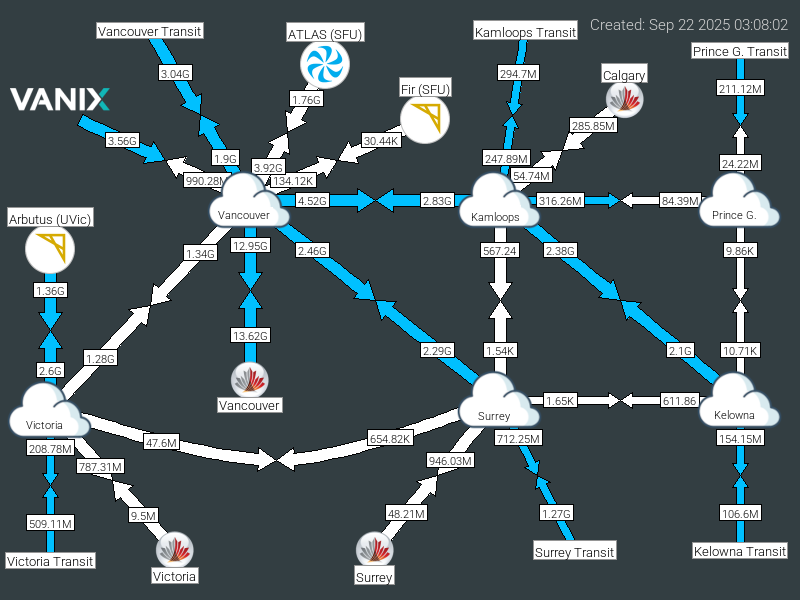 Created: Sep 22 2025 03:08:02
Vancouver Transit
ATLAS (SFU)
Kamloops Transit
Prince G. Transit
3.04G
294.7M
Calgary
211.12M
Fir (SFU)
VANIX
1.76G
285.85M
3.56G
30.44K
1.9G
247.89M
24.22M
3.92G
54.74M
990.28M
134.12K
4.52G
2.83G
316.26M
84.39M
Vancouver
Kamloops
Prince G.
Arbutus (UVic)
12.95G
2.46G
567.24
2.38G
9.86K
1.34G
1.36G
13.62G
2.29G
1.54K
2.1G
10.71K
1.28G
2.6G
Vancouver
1.65K
611.86
Victoria
Surrey
Kelowna
208.78M
47.6M
654.82K
712.25M
154.15M
787.31M
946.03M
509.11M
9.5M
48.21M
1.27G
106.6M
Victoria Transit
Victoria
Surrey
Surrey Transit
Kelowna Transit